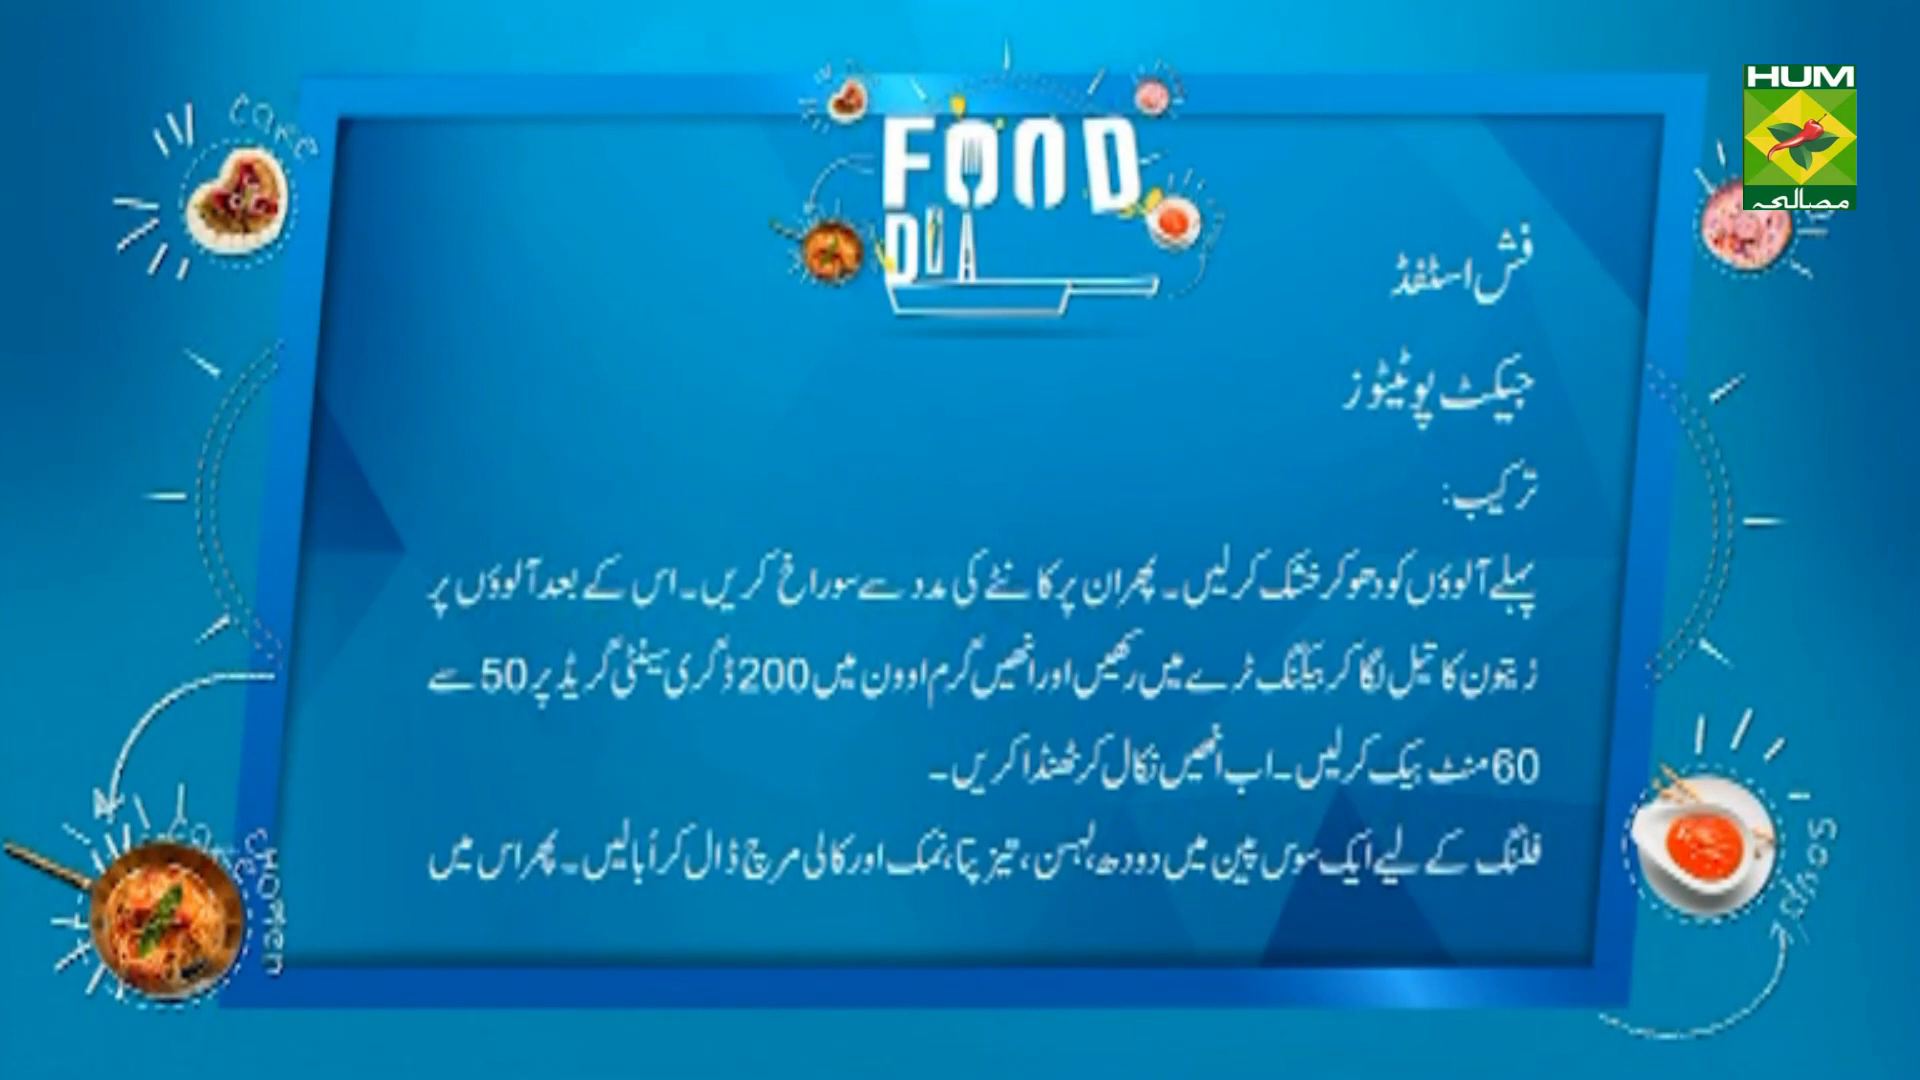 HUM
مصالحہ
FOOD
DIA
cake
فش اسٹفڈ
جیکٹ پوٹیٹوز
ترکیب:
پہلے آلوؤں کو دھو کر خشک کرلیں۔ پھر ان پر کانٹے کی مدد سے سوراخ کریں۔ اس کے بعد آلوؤں پر
زیتون کا تیل لگا کر بیکنگ ٹرے میں رکھیں اور انھیں گرم اوون میں 200 ڈگری سینٹی گریڈ پر 50 سے
60 منٹ بیک کرلیں۔ اب انھیں نکال کر ٹھنڈا کریں۔
فلنگ کے لیے ایک سوس پین میں دودھ، لہسن، تیز پتا، نمک اور کالی مرچ ڈال کر اُبالیں۔ پھر اس میں
Soup